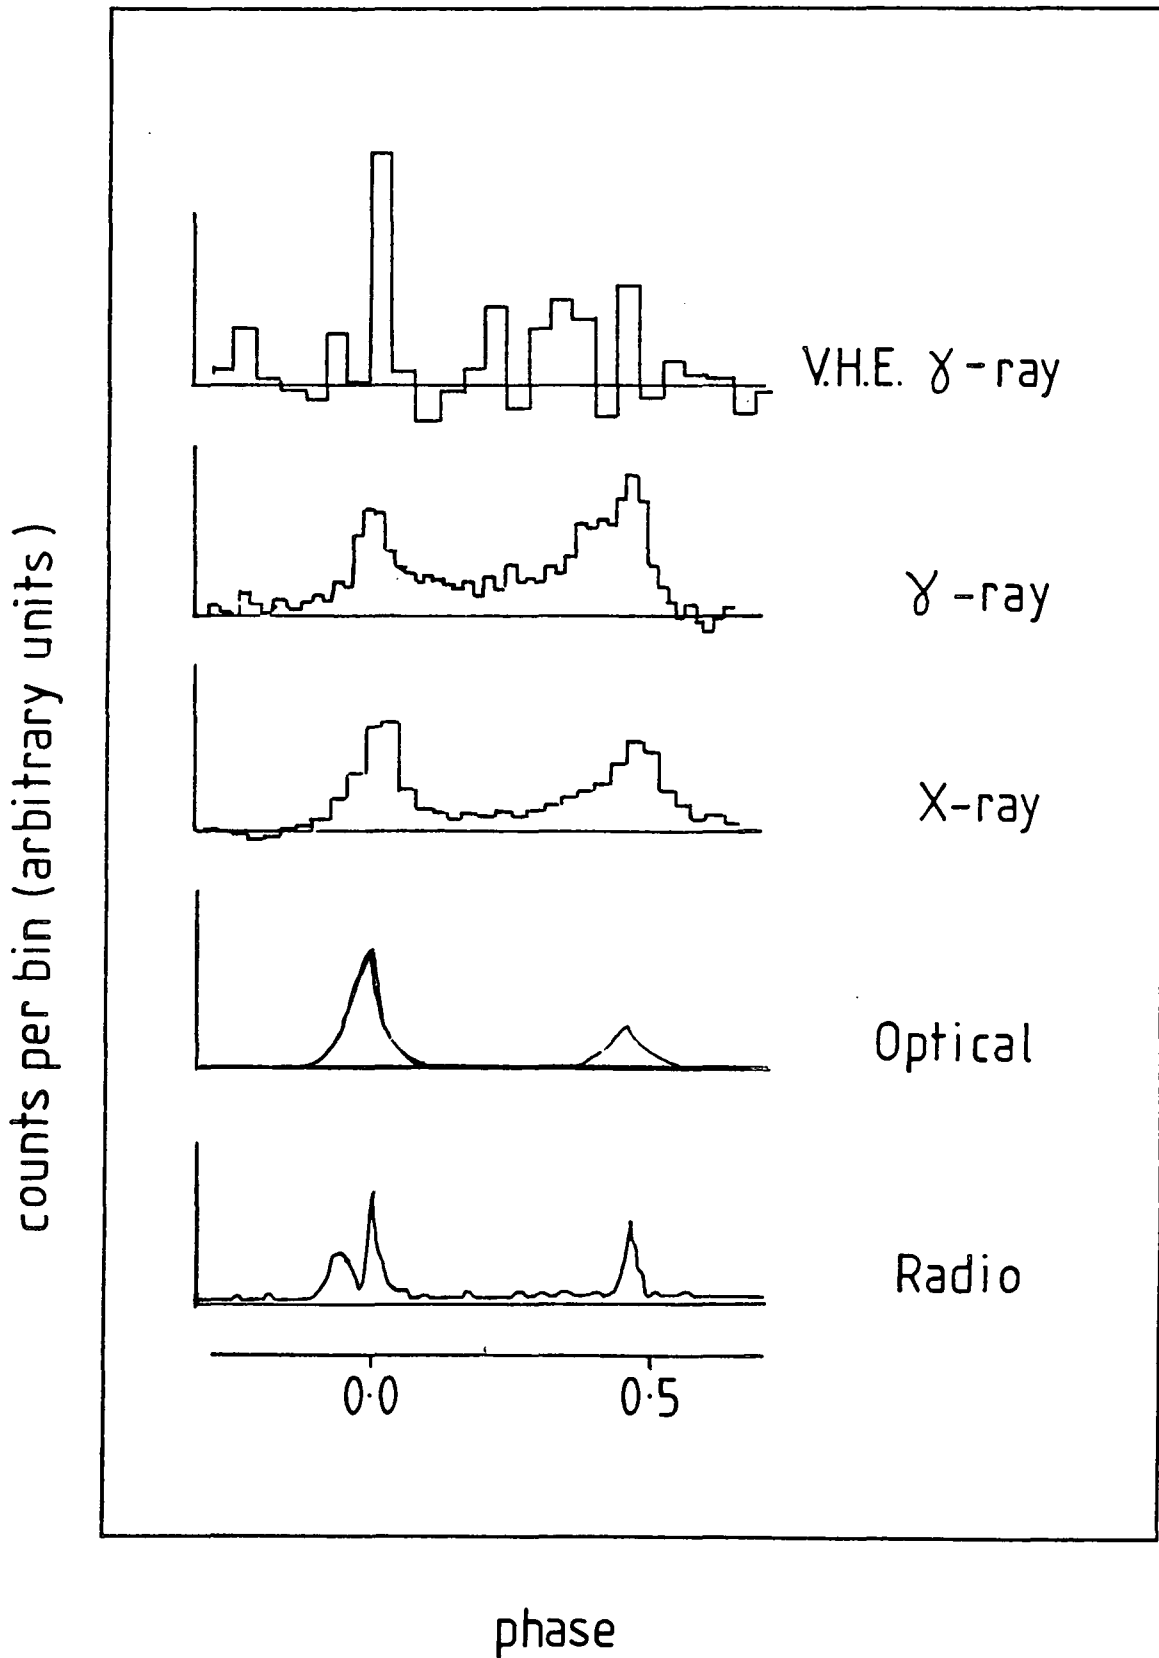 counts per bin (arbitrary units)
V.H.E. γ-ray
γ-ray
X-ray
Optical
Radio
0·0 0·5
phase